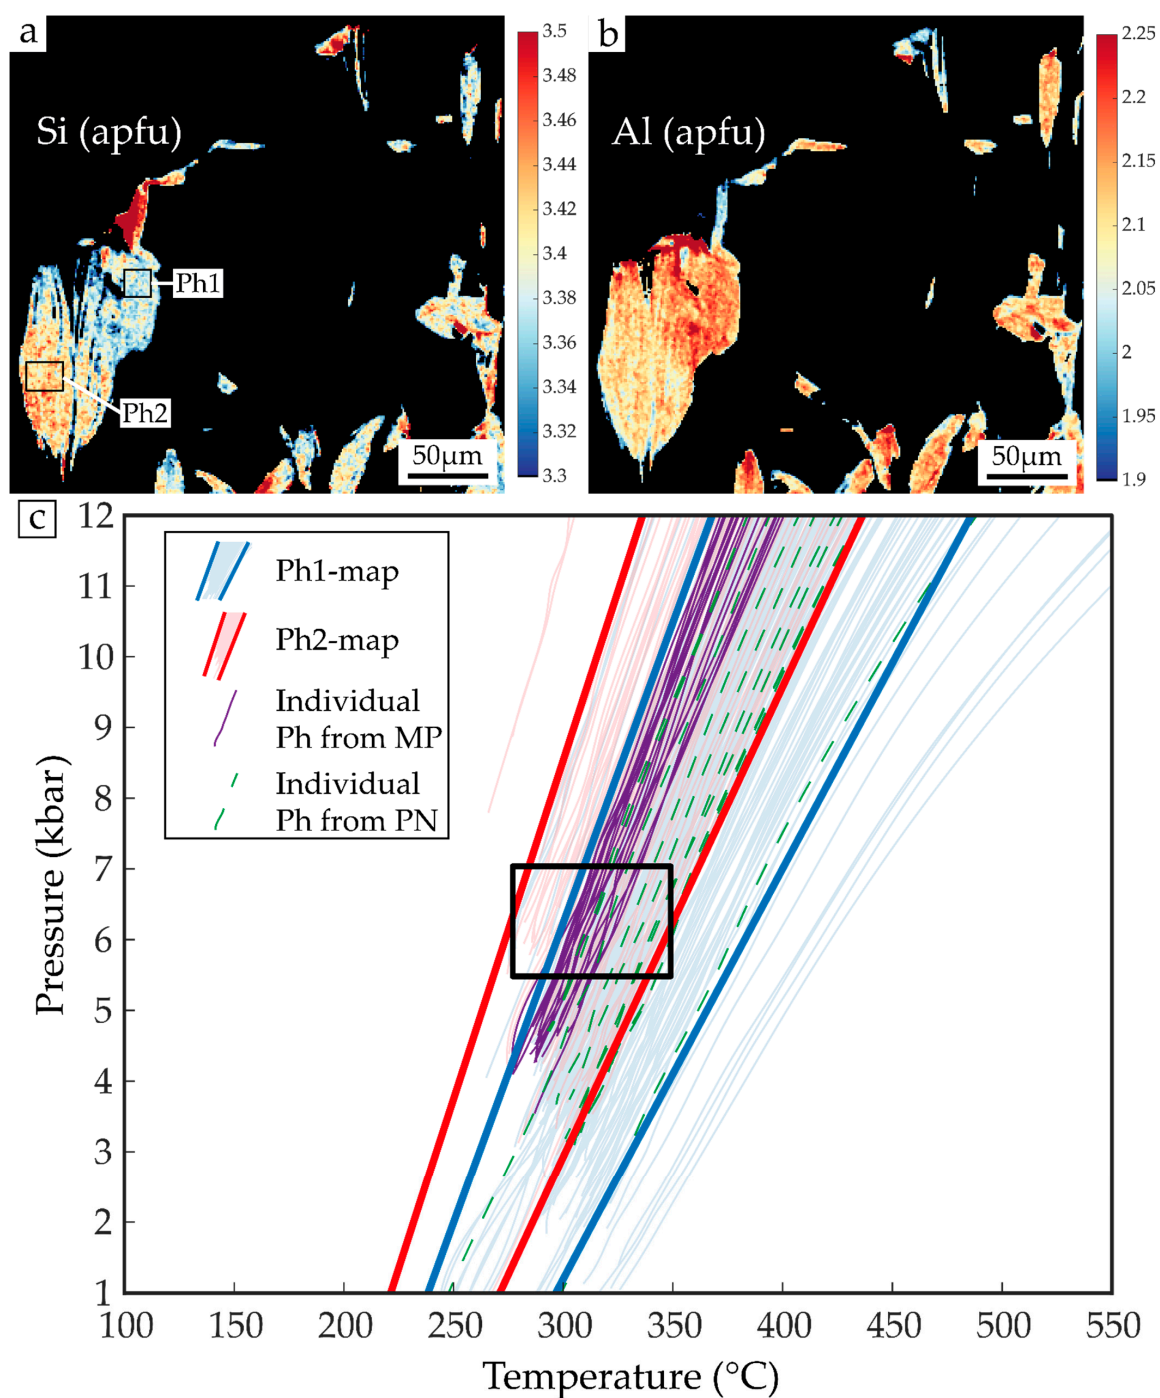 a
Si (apfu)
Ph1
Ph2
50μm
3.5
3.48
3.46
3.44
3.42
3.4
3.38
3.36
3.34
3.32
3.3
b
Al (apfu)
50μm
2.25
2.2
2.15
2.1
2.05
2
1.95
1.9
c
Ph1-map
Ph2-map
Individual
Ph from MP
Individual
Ph from PN
Pressure (kbar)
12
11
10
9
8
7
6
5
4
3
2
1
100 150 200 250 300 350 400 450 500 550
Temperature (°C)